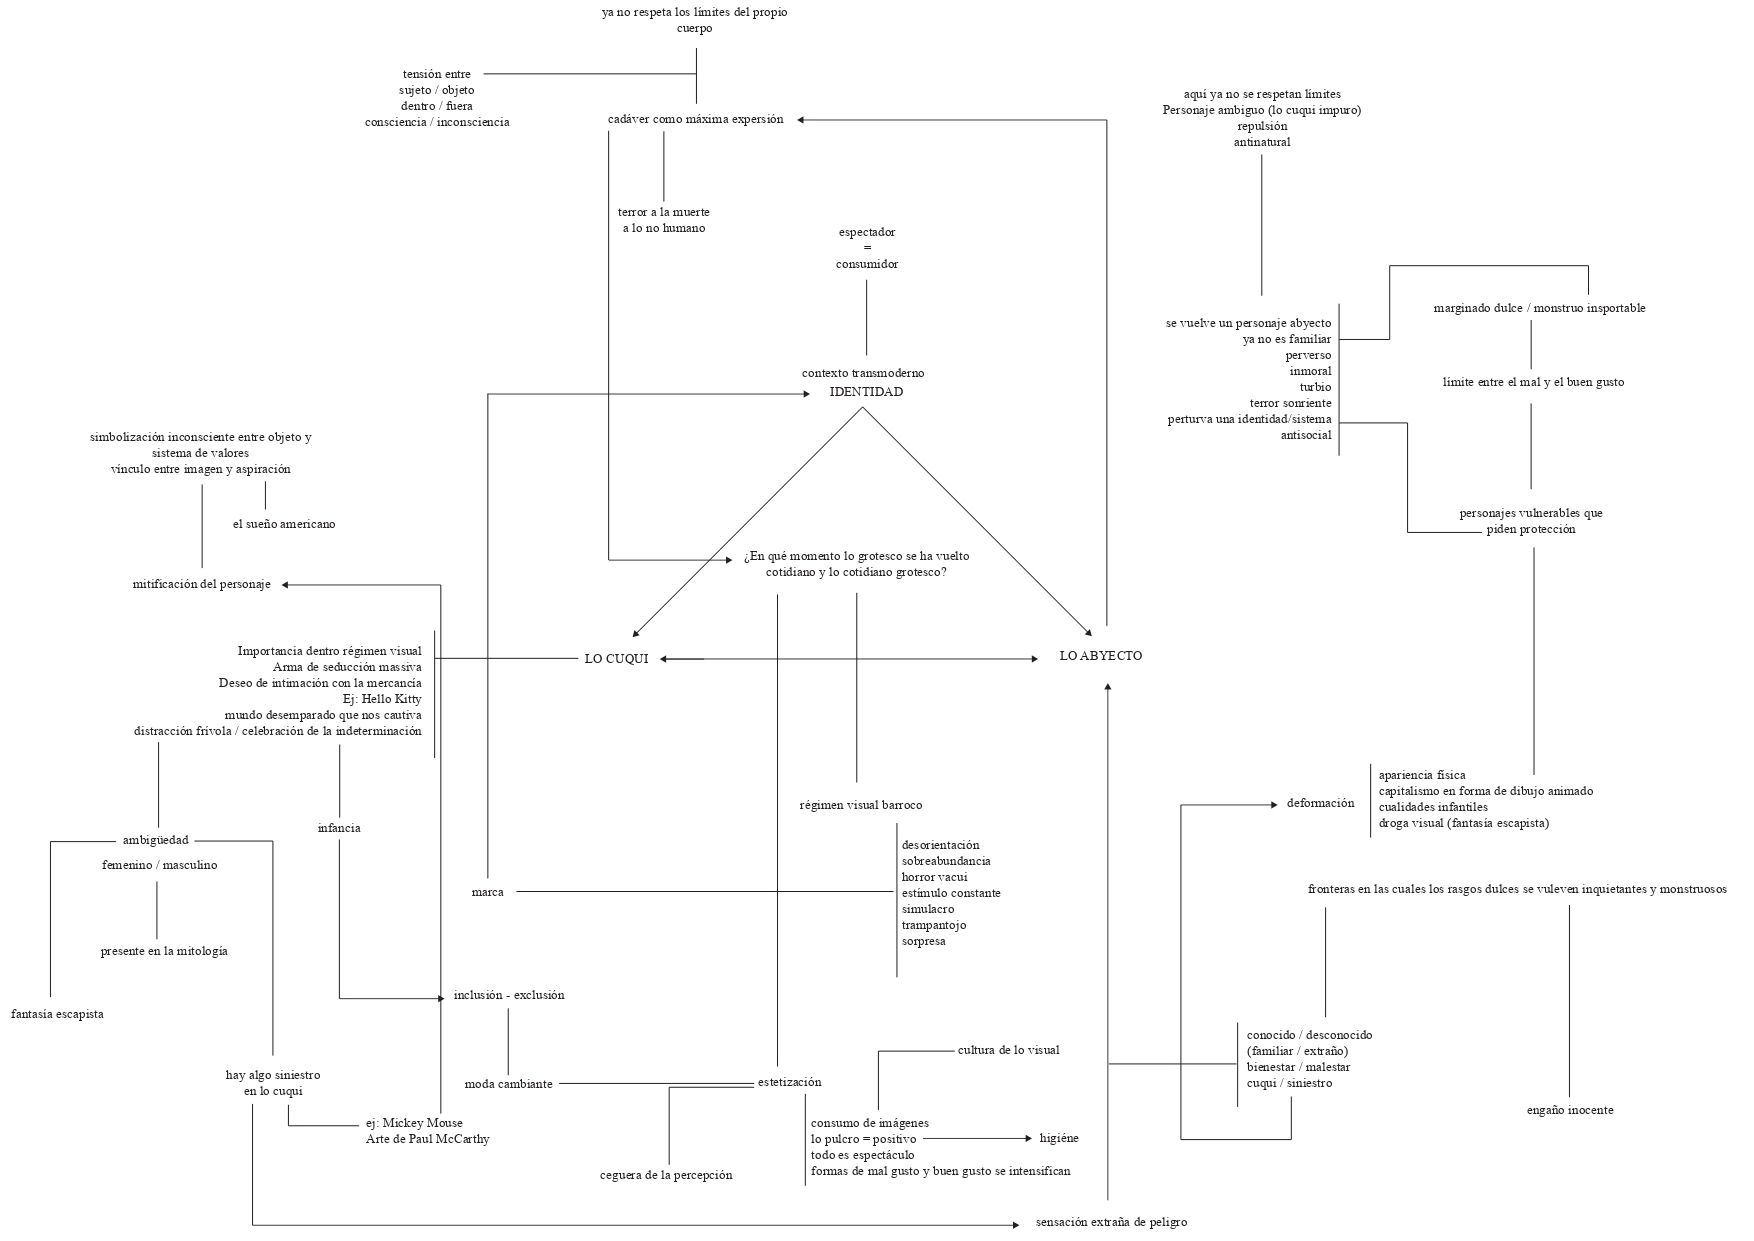 ya no respeta los límites del propio
cuerpo
tensión entre
sujeto / objeto
dentro / fuera
consciencia / inconsciencia
cadáver como máxima expersión
terror a la muerte
a lo no humano
espectador
=
consumidor
contexto transmoderno
IDENTIDAD
aquí ya no se respetan límites
Personaje ambiguo (lo cuqui impuro)
repulsión
antinatural
se vuelve un personaje abyecto
ya no es familiar
perverso
inmoral
turbio
terror sonriente
perturva una identidad/sistema
antisocial
marginado dulce / monstruo insportable
límite entre el mal y el buen gusto
personajes vulnerables que
piden protección
simbolización inconsciente entre objeto y
sistema de valores
vínculo entre imagen y aspiración
el sueño americano
mitificación del personaje
¿En qué momento lo grotesco se ha vuelto
cotidiano y lo cotidiano grotesco?
Importancia dentro régimen visual
Arma de seducción massiva
Deseo de intimación con la mercancía
Ej: Hello Kitty
mundo desemparado que nos cautiva
distracción frívola / celebración de la indeterminación
LO CUQUI
LO ABYECTO
régimen visual barroco
desorientación
sobreabundancia
horror vacui
estímulo constante
simulacro
trampantojo
sorpresa
marca
infancia
ambigüedad
femenino / masculino
presente en la mitología
fantasía escapista
deformación
apariencia física
capitalismo en forma de dibujo animado
cualidades infantiles
droga visual (fantasía escapista)
fronteras en las cuales los rasgos dulces se vuleven inquietantes y monstruosos
inclusión - exclusión
conocido / desconocido
(familiar / extraño)
bienestar / malestar
cuqui / siniestro
engaño inocente
hay algo siniestro
en lo cuqui
ej: Mickey Mouse
Arte de Paul McCarthy
moda cambiante
estetización
cultura de lo visual
consumo de imágenes
lo pulcro = positivo
todo es espectáculo
formas de mal gusto y buen gusto se intensifican
higiéne
ceguera de la percepción
sensación extraña de peligro